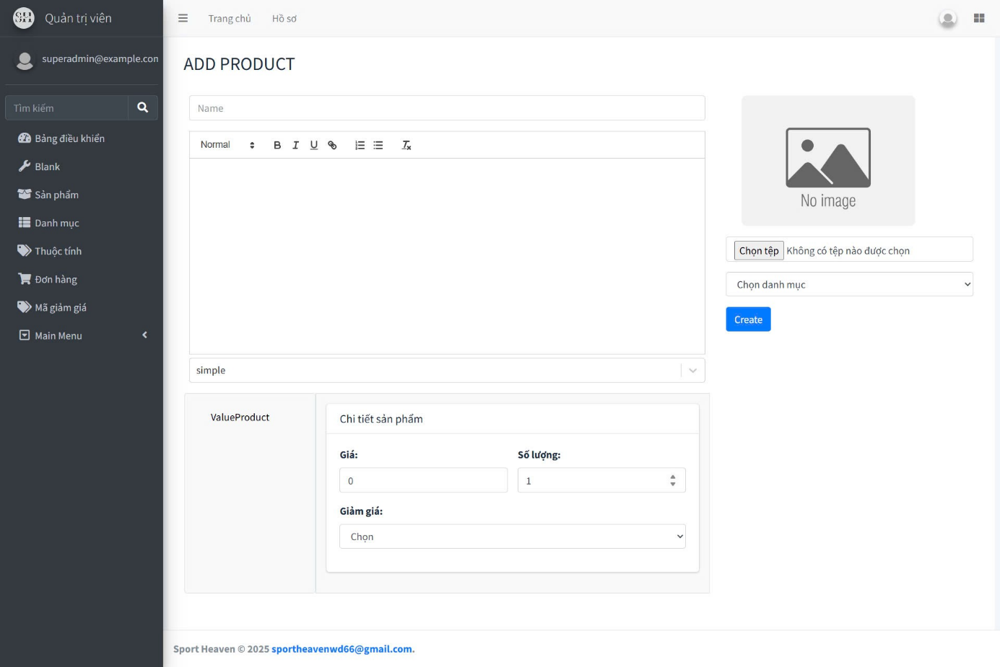 SH
Quản trị viên
Trang chủ
Hồ sơ
superadmin@example.con
Tìm kiếm
Bảng điều khiển
Blank
Sản phẩm
Danh mục
Thuộc tính
Đơn hàng
Mã giảm giá
Main Menu
ADD PRODUCT
Name
Normal
B I U
simple
ValueProduct
Chi tiết sản phẩm
Giá:
Số lượng:
0
1
Giảm giá:
Chọn
No image
Chọn tệp Không có tệp nào được chọn
Chọn danh mục
Create
Sport Heaven © 2025 sportheavenwd66@gmail.com.